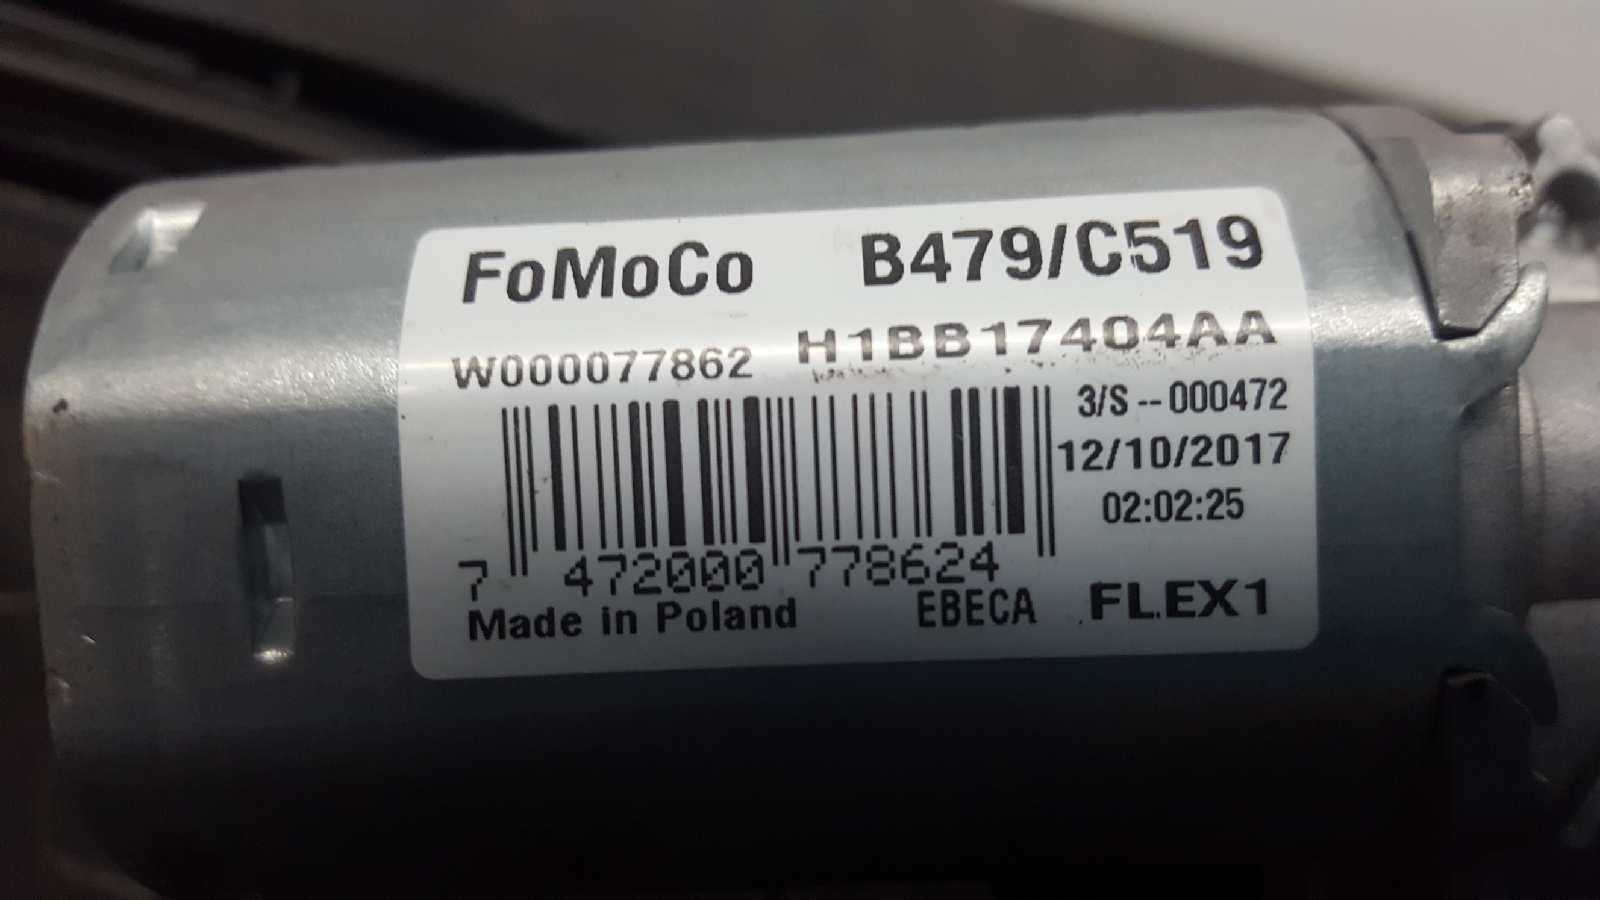 FoMoCo B479/C519
W000077862 H1BB17404AA
3/S -- 000472
12/10/2017
02:02:25
7 472000 778624
Made in Poland EBECA FLEX1